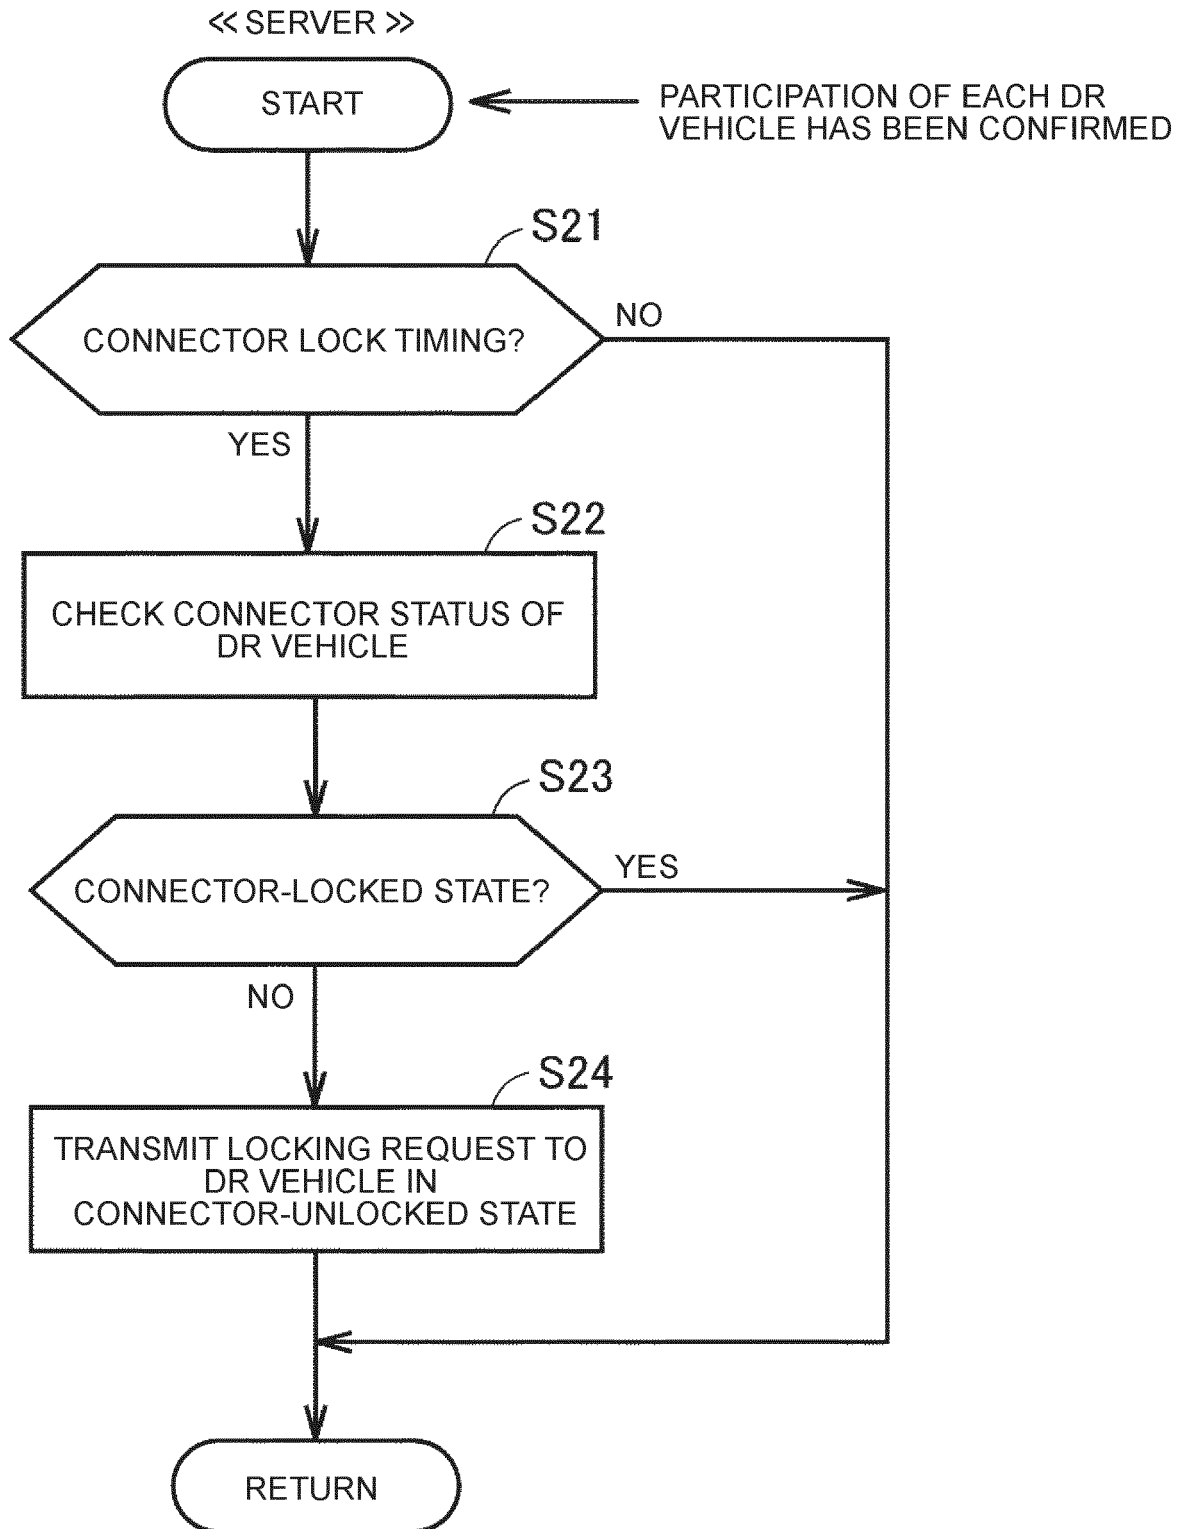 << SERVER >>
START
PARTICIPATION OF EACH DR
VEHICLE HAS BEEN CONFIRMED
S21
CONNECTOR LOCK TIMING?
NO
YES
S22
CHECK CONNECTOR STATUS OF
DR VEHICLE
S23
CONNECTOR-LOCKED STATE?
YES
NO
S24
TRANSMIT LOCKING REQUEST TO
DR VEHICLE IN
CONNECTOR-UNLOCKED STATE
RETURN